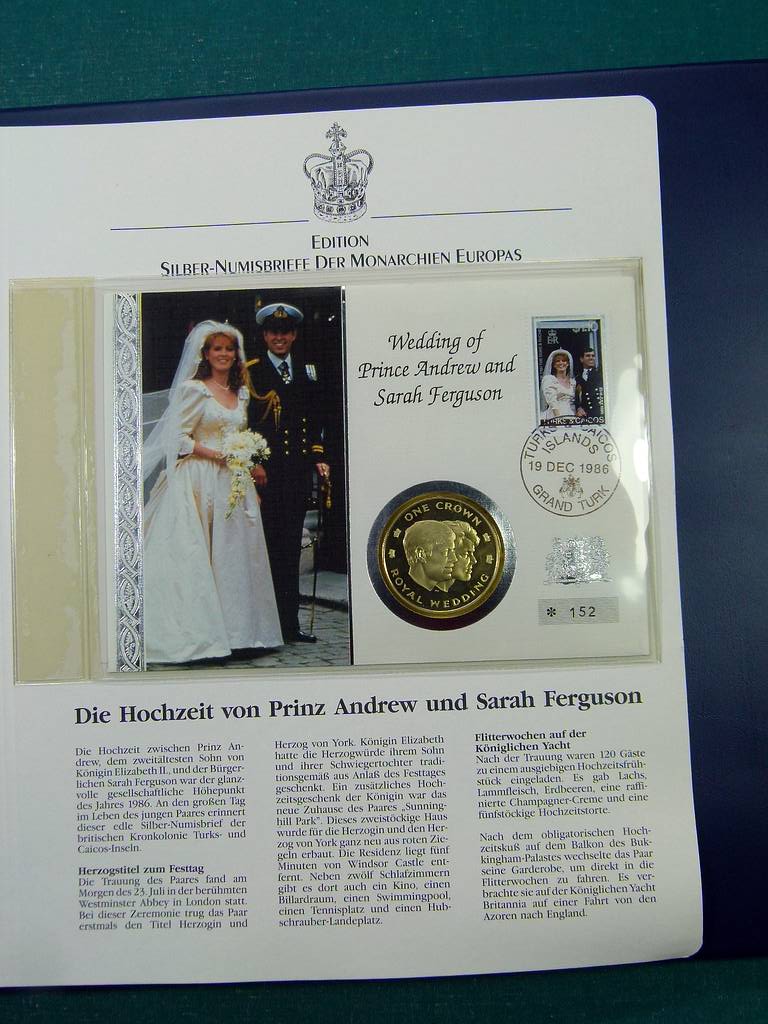 EDITION
SILBER-NUMISBRIEFE DER MONARCHIEN EUROPAS
Wedding of
Prince Andrew and
Sarah Ferguson
TURKS & CAICOS
TURKS & CAICOS
ISLANDS
19 DEC 1986
GRAND TURK
ONE CROWN
ROYAL WEDDING
* 152
Die Hochzeit von Prinz Andrew und Sarah Ferguson
Die Hochzeit zwischen Prinz An-
drew, dem zweitältesten Sohn von
Königin Elizabeth II., und der Bürger-
lichen Sarah Ferguson war der glanz-
volle gesellschaftliche Höhepunkt
des Jahres 1986. An den großen Tag
im Leben des jungen Paares erinnert
dieser edle Silber-Numisbrief der
britischen Kronkolonie Turks- und
Caicos-Inseln.
Herzogstitel zum Festtag
Die Trauung des Paares fand am
Morgen des 23. Juli in der berühmten
Westminster Abbey in London statt.
Bei dieser Zeremonie trug das Paar
erstmals den Titel Herzogin und
Herzog von York. Königin Elizabeth
hatte die Herzogwürde ihrem Sohn
und ihrer Schwiegertochter tradi-
tionsgemäß aus Anlaß des Festtages
geschenkt. Ein zusätzliches Hoch-
zeitsgeschenk der Königin war das
neue Zuhause des Paares „Sunning-
hill Park". Dieses zweistöckige Haus
wurde für die Herzogin und den Her-
zog von York ganz neu aus roten Zie-
geln erbaut. Die Residenz liegt fünf
Minuten von Windsor Castle ent-
fernt. Neben zwölf Schlafzimmern
gibt es dort auch ein Kino, einen
Billardraum, einen Swimmingpool,
einen Tennisplatz und einen Hub-
schrauber-Landeplatz.
Flitterwochen auf der
Königlichen Yacht
Nach der Trauung waren 120 Gäste
zu einem ausgiebigen Hochzeitsfrüh-
stück eingeladen. Es gab Lachs,
Lammfleisch, Erdbeeren, eine raffi-
nierte Champagner-Creme und eine
fünfstöckige Hochzeitstorte.
Nach dem obligatorischen Hoch-
zeitskuß auf dem Balkon des Buk-
kingham-Palastes wechselte das Paar
seine Garderobe, um direkt in die
Flitterwochen zu fahren. Es ver-
brachte sie auf der Königlichen Yacht
Britannia auf einer Fahrt von den
Azoren nach England.